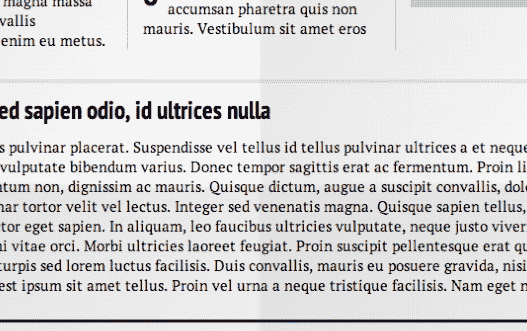 magna massa
vallis
enim eu metus.
accumsan pharetra quis non
mauris. Vestibulum sit amet eros
ed sapien odio, id ultrices nulla
s pulvinar placerat. Suspendisse vel tellus id tellus pulvinar ultrices a et neque
vulputate bibendum varius. Donec tempor sagittis erat ac fermentum. Proin li
ntum non, dignissim ac mauris. Quisque dictum, augue a suscipit convallis, dol
nar tortor velit vel lectus. Integer sed venenatis magna. Quisque sapien tellus,
ctor eget sapien. In aliquam, leo faucibus ultricies vulputate, neque justo viver
ni vitae orci. Morbi ultricies laoreet feugiat. Proin suscipit pellentesque erat qu
turpis sed lorem luctus facilisis. Duis convallis, mauris eu posuere gravida, nisi
est ipsum sit amet tellus. Proin vel urna a neque tristique facilisis. Nam eget n